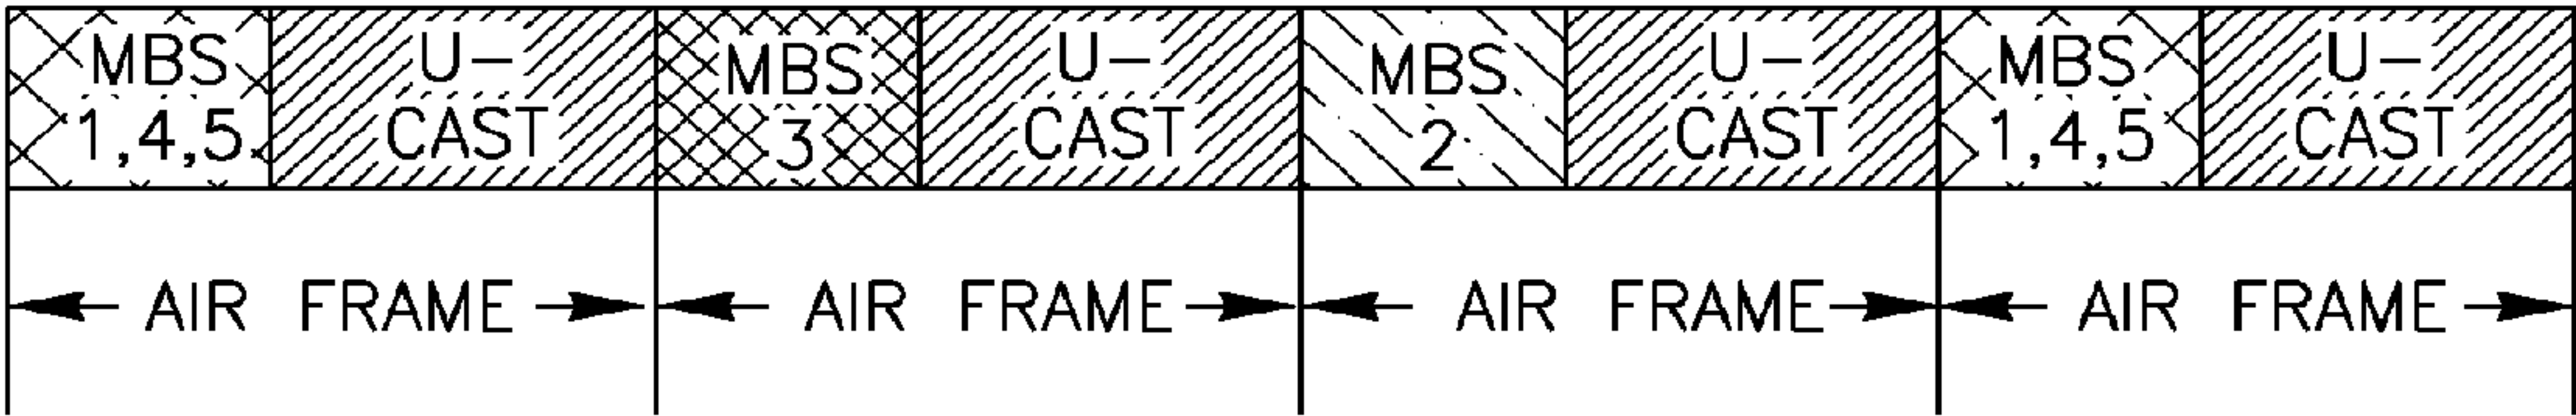 MBS
1,4,5
U-
CAST
MBS
3
U-
CAST
MBS
2
U-
CAST
MBS
1,4,5
U-
CAST
AIR FRAME
AIR FRAME
AIR FRAME
AIR FRAME